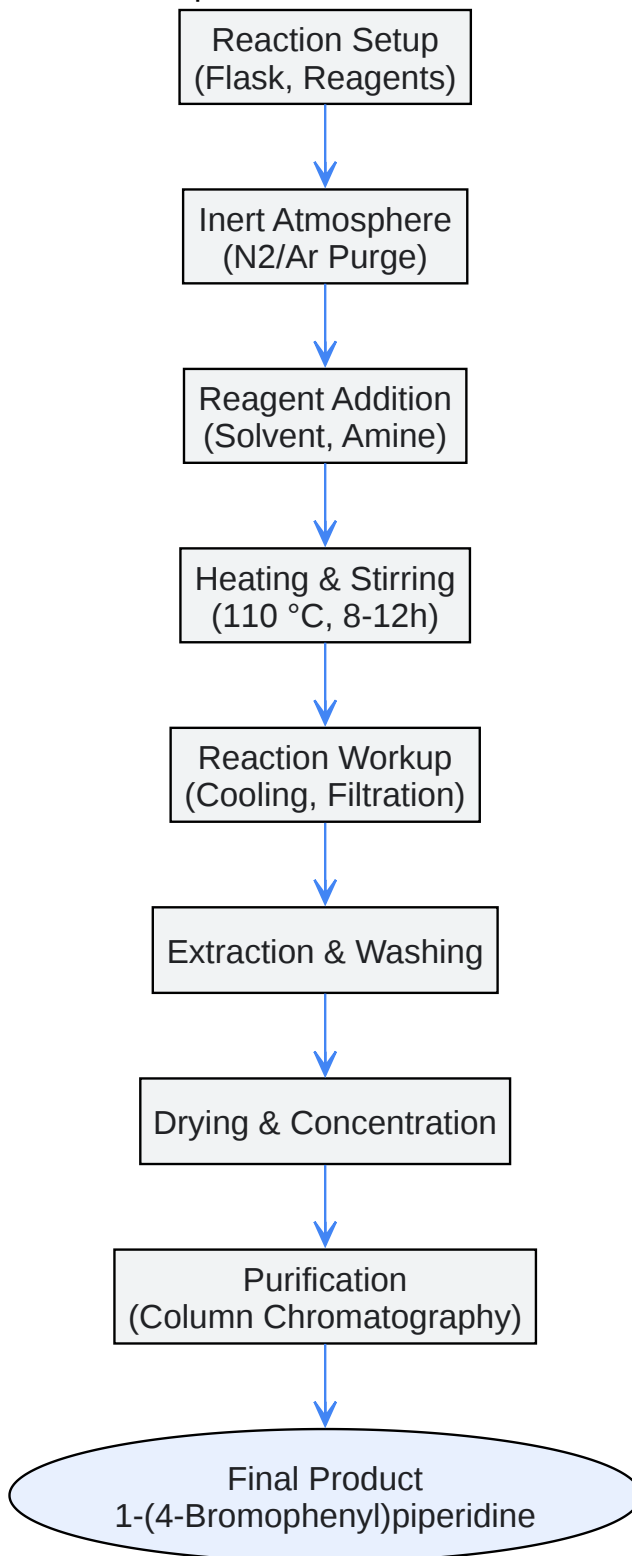 Reaction Setup
(Flask, Reagents)
Inert Atmosphere
(N2/Ar Purge)
Reagent Addition
(Solvent, Amine)
Heating & Stirring
(110 °C, 8-12h)
Reaction Workup
(Cooling, Filtration)
Extraction & Washing
Drying & Concentration
Purification
(Column Chromatography)
Final Product
1-(4-Bromophenyl)piperidine